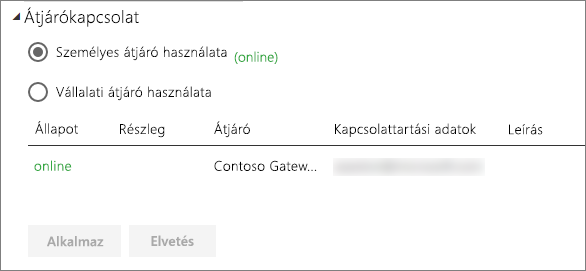 Átjárókapcsolat
Személyes átjáró használata (online)
Vállalati átjáró használata
Állapot Részleg Átjáró Kapcsolattartási adatok Leírás
online Contoso Gatew...
Alkalmaz Elvetés